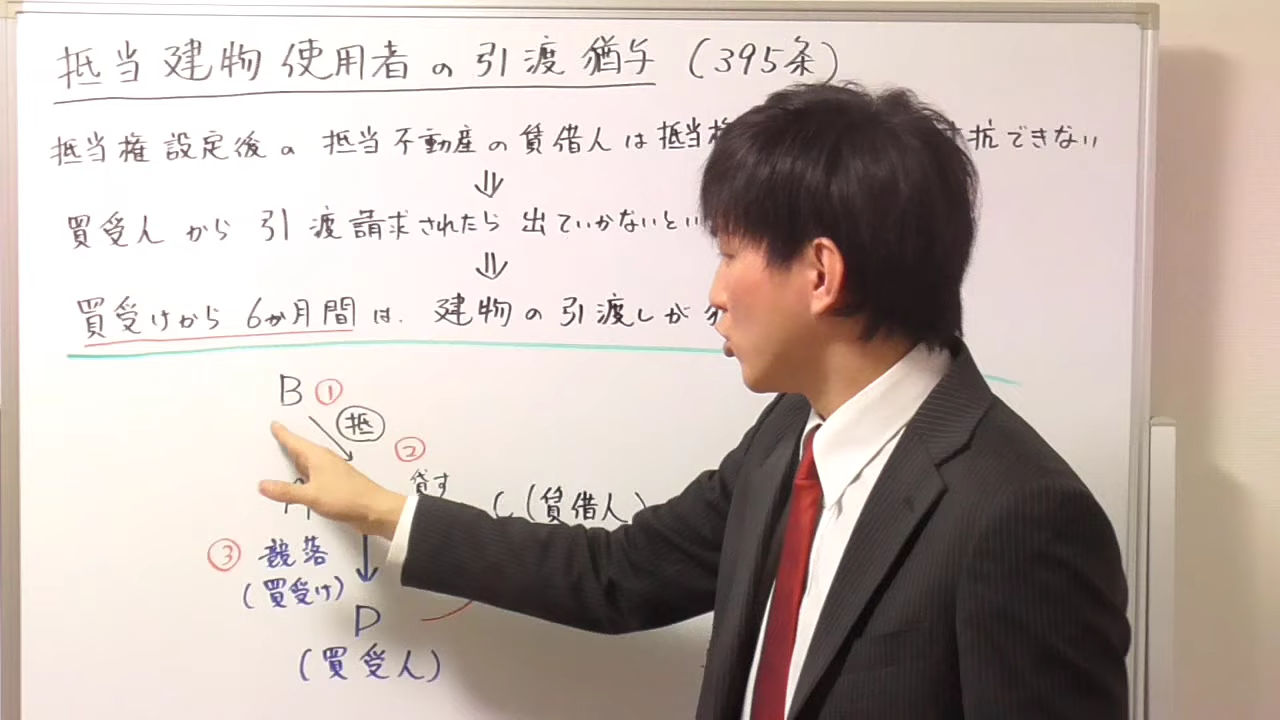 抵当建物使用者の引渡猶予(395条)
抵当権設定後の抵当不動産の賃借人は抵当権 抗できない
買受人から引渡請求されたら出ていかないとい
買受けから6か月間は、建物の引渡しが
B ①
抵
②
貸す
C(賃借人)
③ 競落
(買受け)
D
(買受人)